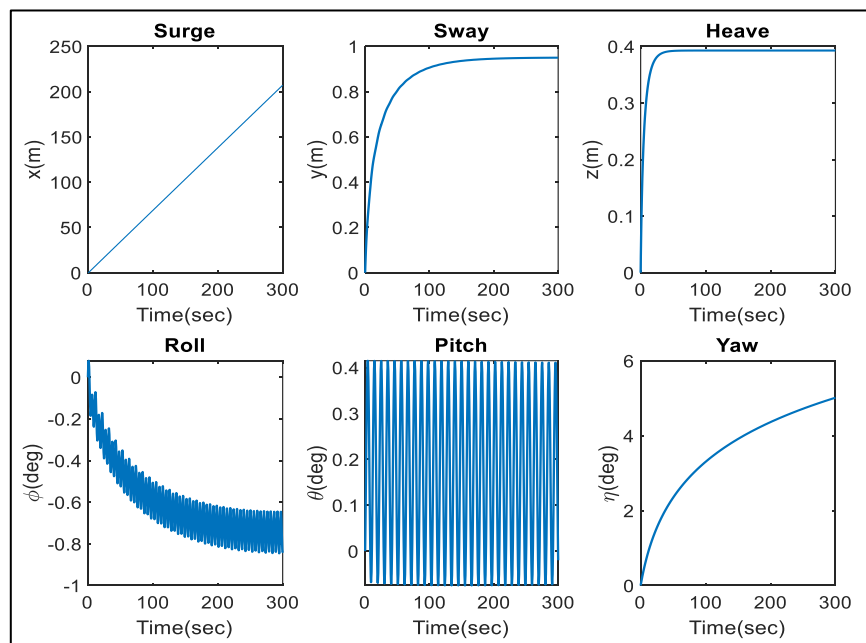 Surge
250
200
150
100
50
0
x(m)
0 100 200 300
Time(sec)
Sway
1
0.8
0.6
0.4
0.2
0
y(m)
0 100 200 300
Time(sec)
Heave
0.4
0.3
0.2
0.1
0
z(m)
0 100 200 300
Time(sec)
Roll
0
-0.2
-0.4
-0.6
-0.8
-1
ϕ(deg)
0 100 200 300
Time(sec)
Pitch
0.4
0.3
0.2
0.1
0
θ(deg)
0 100 200 300
Time(sec)
Yaw
6
4
2
0
η(deg)
0 100 200 300
Time(sec)